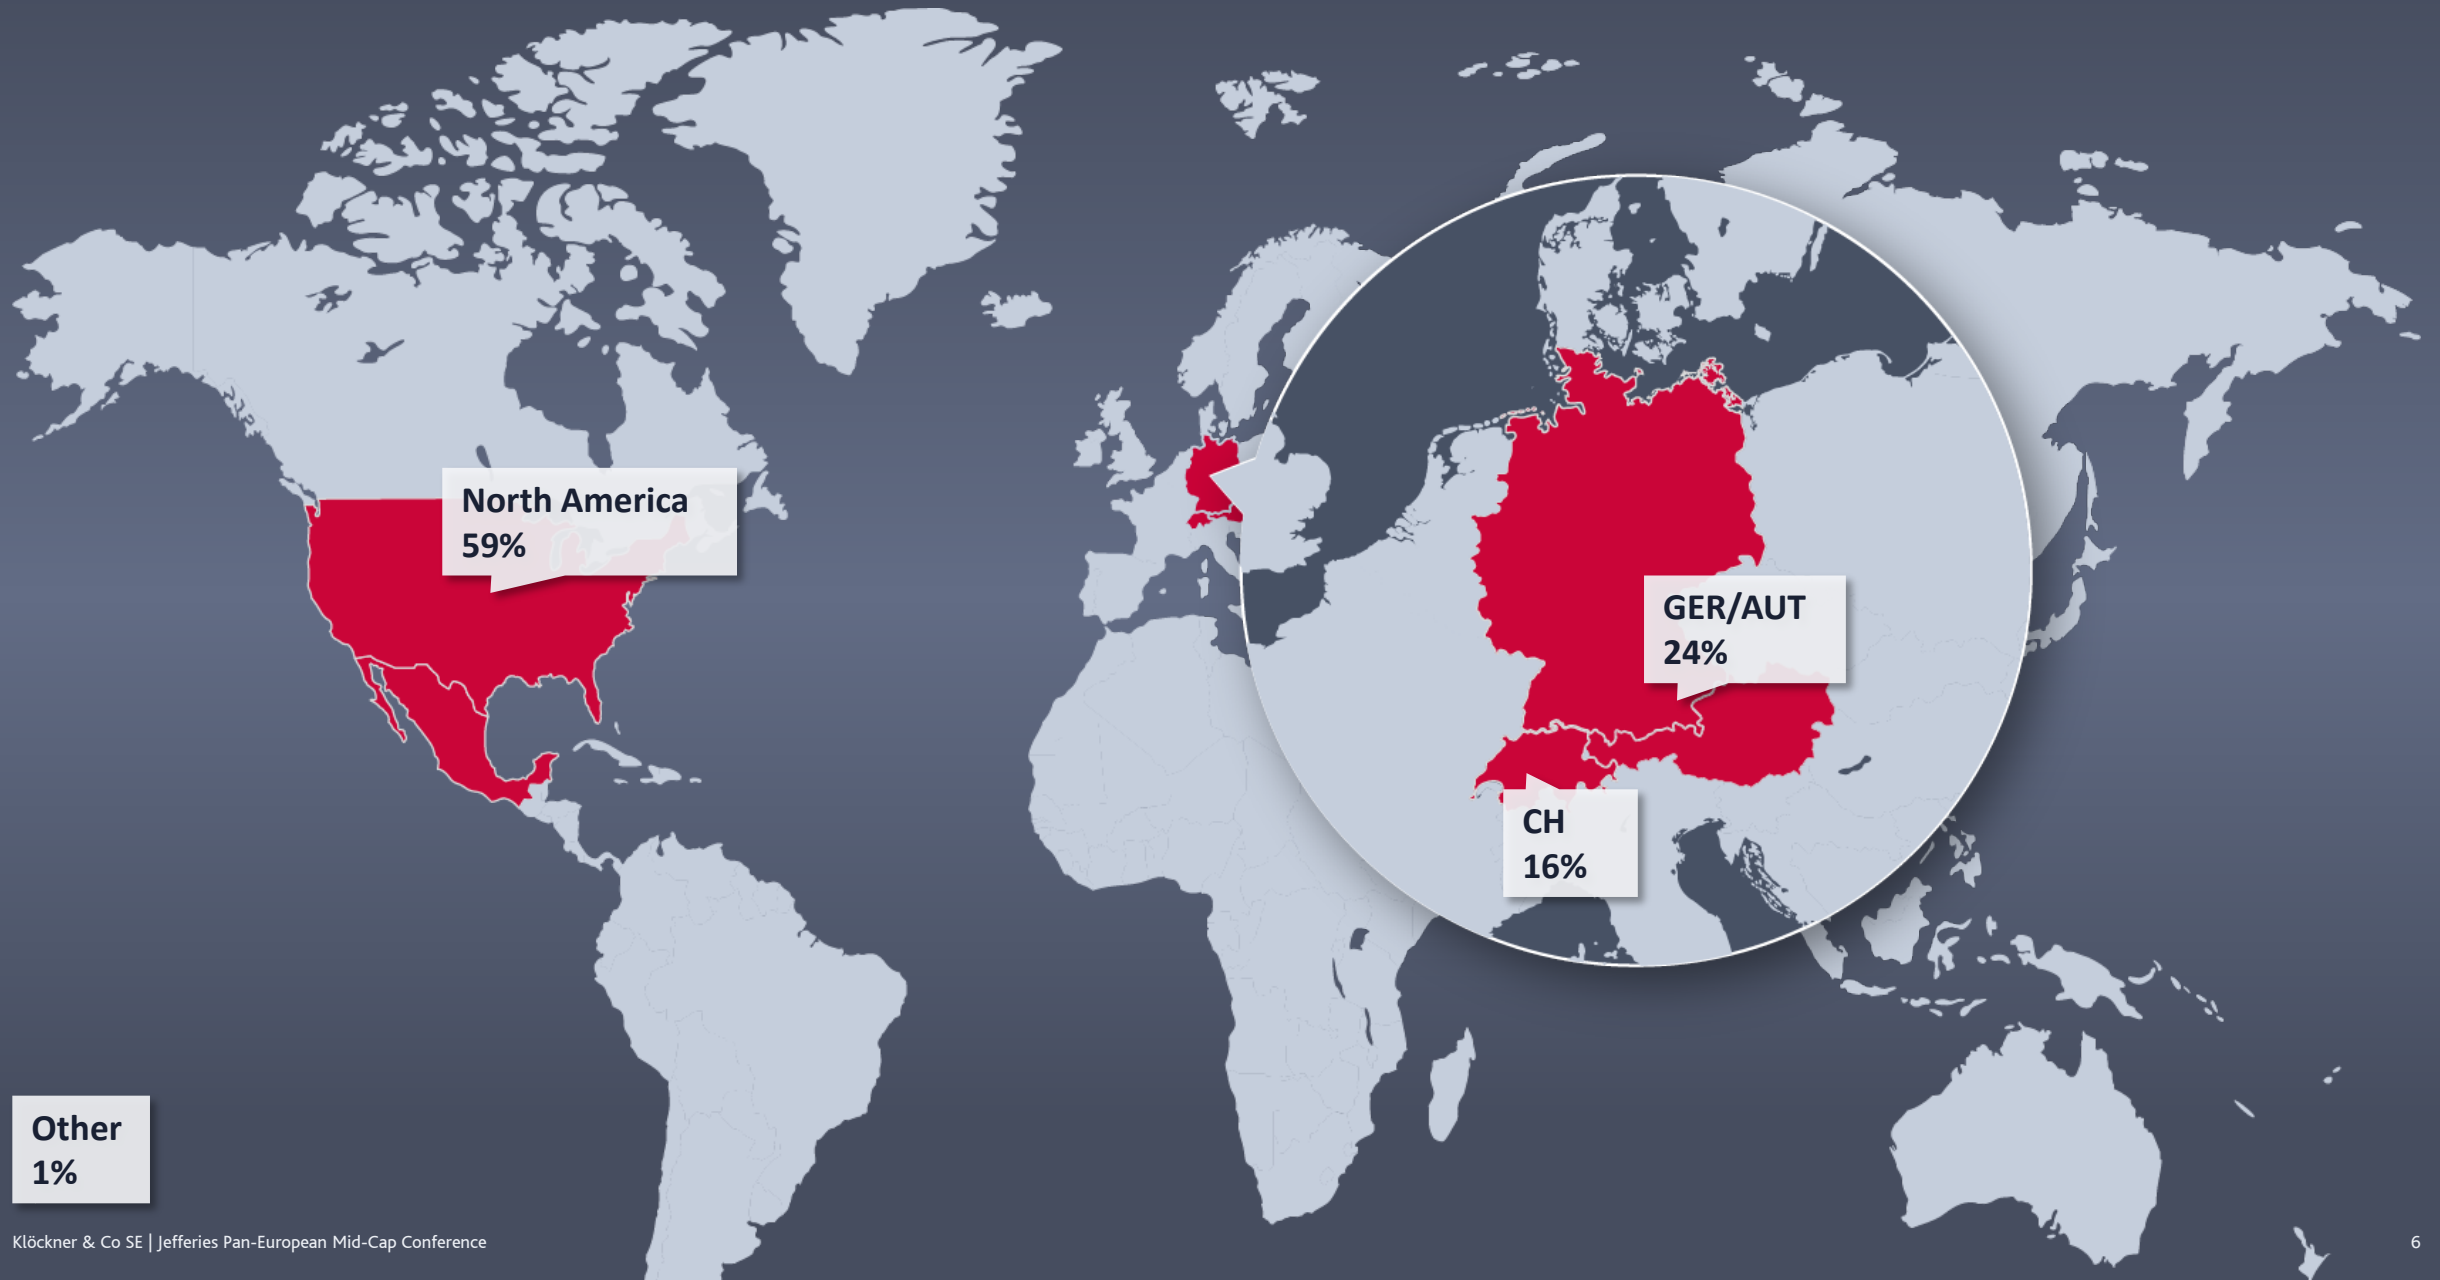 North America
59%
GER/AUT
24%
CH
16%
Other
1%
Klöckner & Co SE | Jefferies Pan-European Mid-Cap Conference
6